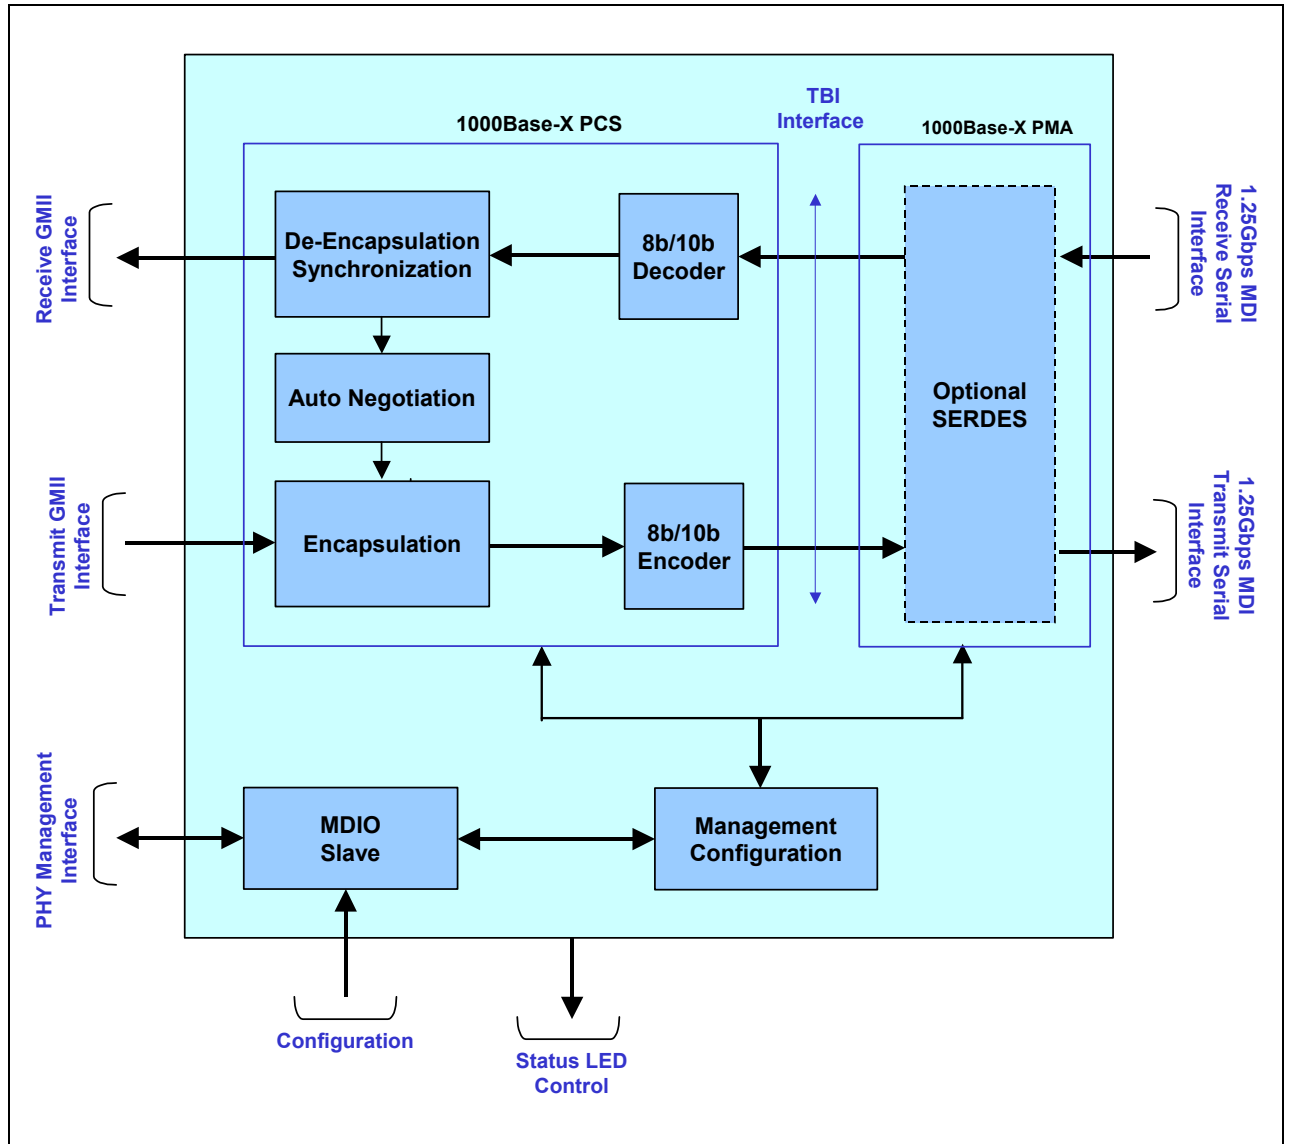 TBI
Interface
1000Base-X PCS
1000Base-X PMA
Receive GMII
Interface
De-Encapsulation
Synchronization
8b/10b
Decoder
1.25Gbps MDI
Receive Serial
Interface
Auto Negotiation
Optional
SERDES
Transmit GMII
Interface
Encapsulation
8b/10b
Encoder
1.25Gbps MDI
Transmit Serial
Interface
PHY Management
Interface
MDIO
Slave
Management
Configuration
Configuration
Status LED
Control